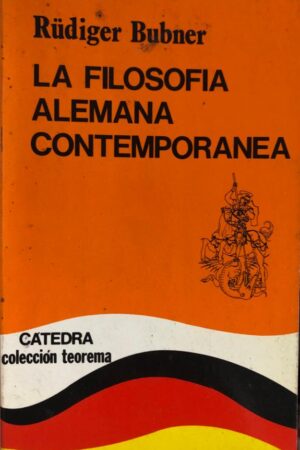 Rüdiger Bubner
LA FILOSOFIA
ALEMANA
CONTEMPORANEA
CATEDRA
colección teorema